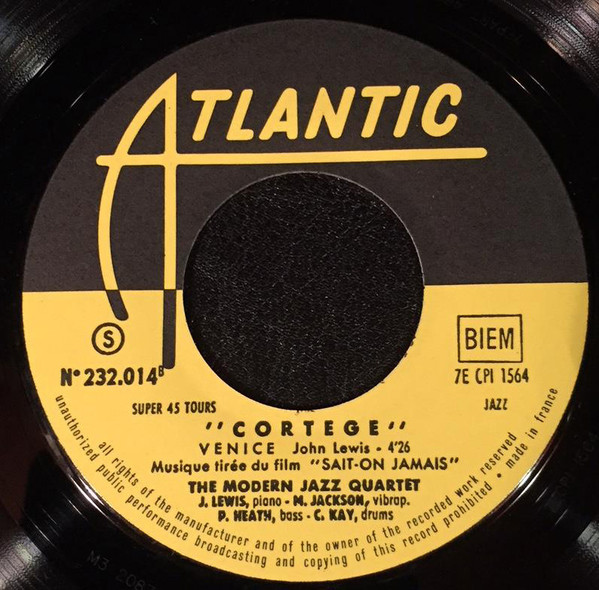 ATLANTIC
S
BIEM
N° 232.014 B
7E CPI 1564
SUPER 45 TOURS
JAZZ
"CORTEGE"
VENICE John Lewis - 4'26
Musique tirée du film "SAIT-ON JAMAIS"
THE MODERN JAZZ QUARTET
J. LEWIS, piano - M. JACKSON, vibrap.
P. HEATH, bass - C. KAY, drums
all rights of the manufacturer and of the owner of the recorded work reserved
unauthorized public performance broadcasting and copying of this record prohibited • made in france